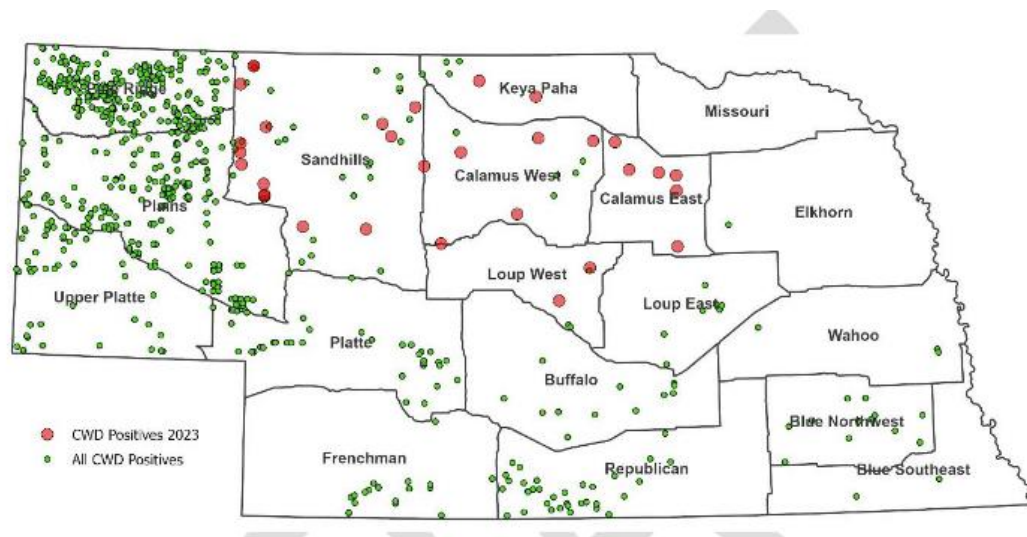 Pine Ridge
Keya Paha
Missouri
Sandhills
Calamus West
Plains
Calamus East
Elkhorn
Loup West
Upper Platte
Loup East
Platte
Wahoo
Buffalo
CWD Positives 2023
All CWD Positives
Blue Northwest
Frenchman
Republican
Blue Southeast